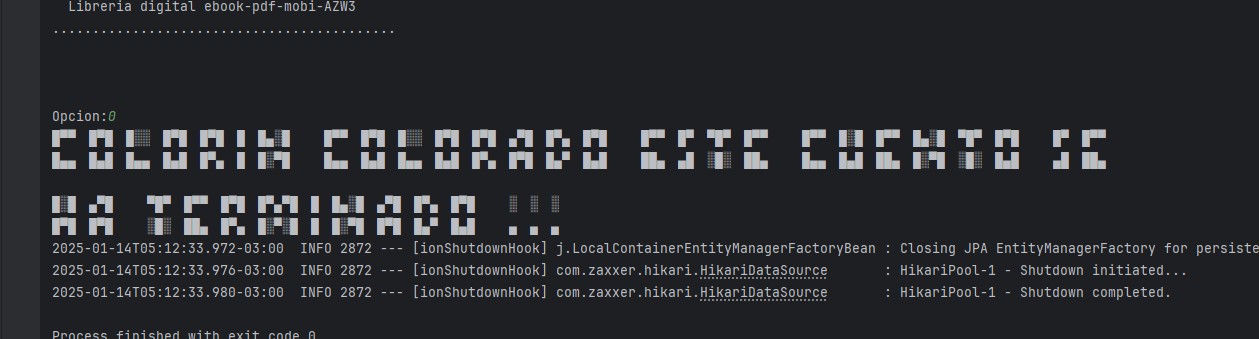 Libreria digital ebook-pdf-mobi-AZW3
...........................................
Opcion:0
COLORIN COLORADO ESTE CUENTO SE
HA TERMINADO !!!
2025-01-14T05:12:33.972-03:00  INFO 2872 --- [ionShutdownHook] j.LocalContainerEntityManagerFactoryBean : Closing JPA EntityManagerFactory for persiste
2025-01-14T05:12:33.976-03:00  INFO 2872 --- [ionShutdownHook] com.zaxxer.hikari.HikariDataSource       : HikariPool-1 - Shutdown initiated...
2025-01-14T05:12:33.980-03:00  INFO 2872 --- [ionShutdownHook] com.zaxxer.hikari.HikariDataSource       : HikariPool-1 - Shutdown completed.
Process finished with exit code 0